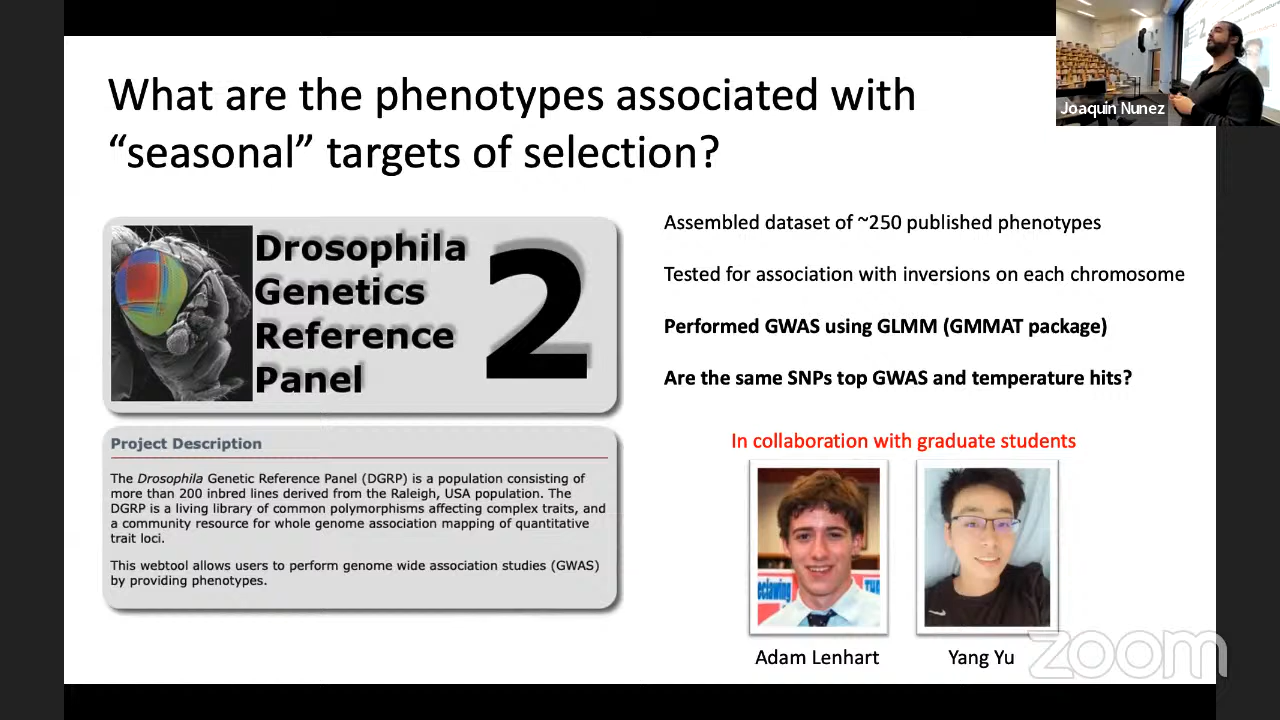 What are the phenotypes associated with
“seasonal” targets of selection?
Joaquin Nunez
Drosophila
Genetics
Reference
Panel
2
Assembled dataset of ~250 published phenotypes
Tested for association with inversions on each chromosome
Performed GWAS using GLMM (GMMAT package)
Are the same SNPs top GWAS and temperature hits?
Project Description
The Drosophila Genetic Reference Panel (DGRP) is a population consisting of
more than 200 inbred lines derived from the Raleigh, USA population. The
DGRP is a living library of common polymorphisms affecting complex traits, and
a community resource for whole genome association mapping of quantitative
trait loci.
This webtool allows users to perform genome wide association studies (GWAS)
by providing phenotypes.
In collaboration with graduate students
Adam Lenhart
Yang Yu
zoom